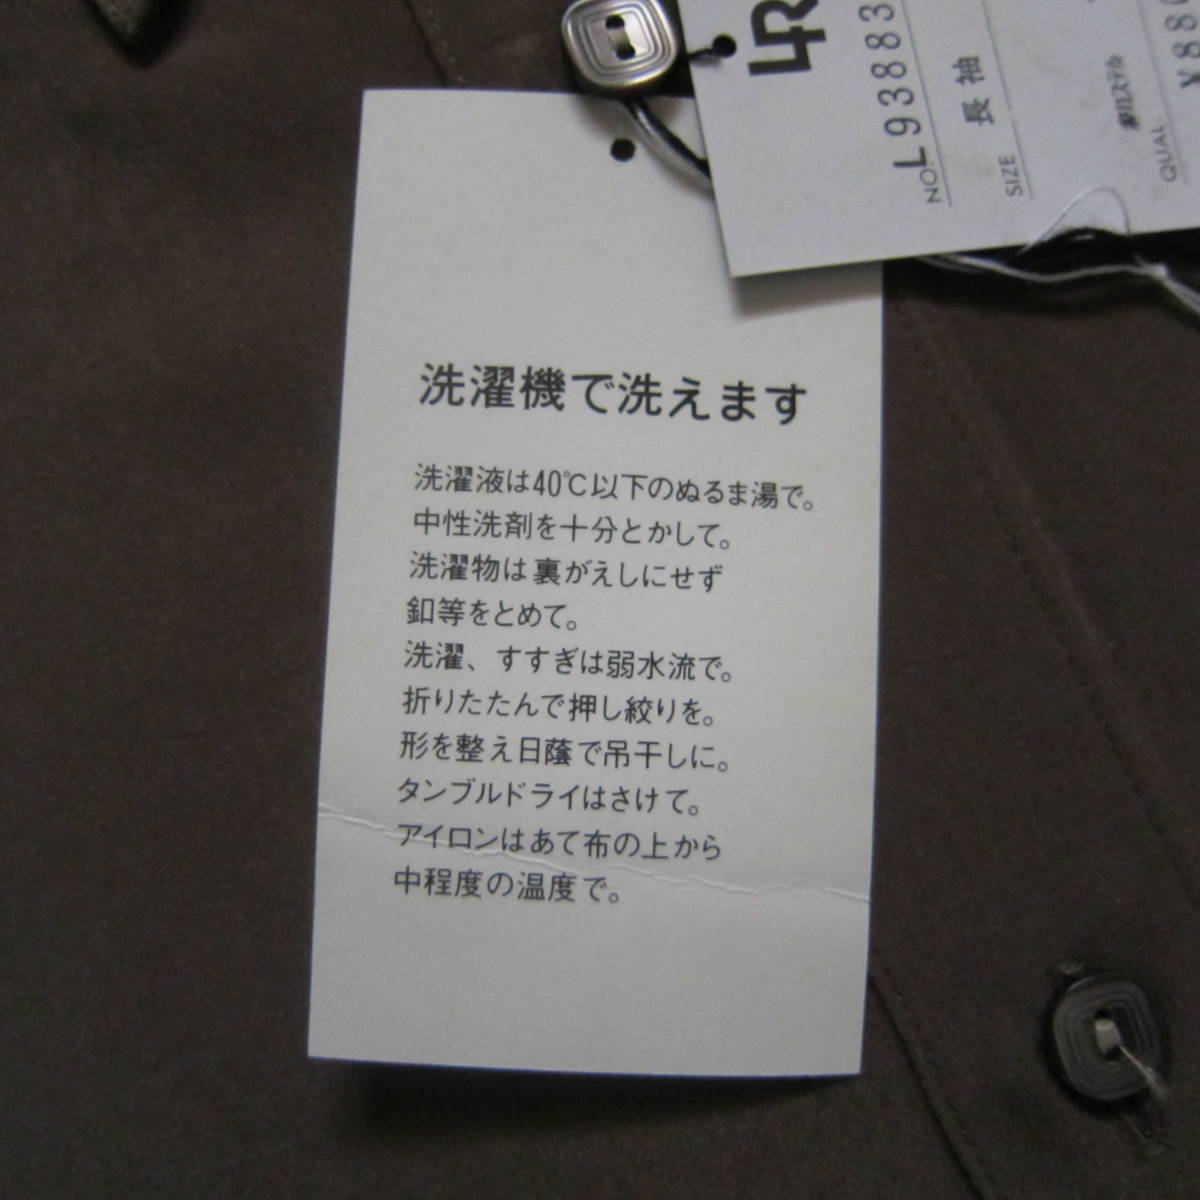 洗濯機で洗えます
洗濯液は40℃以下のぬるま湯で。
中性洗剤を十分とかして。
洗濯物は裏がえしにせず
釦等をとめて。
洗濯、すすぎは弱水流で。
折りたたんで押し絞りを。
形を整え日蔭で吊干しに。
タンブルドライはさけて。
アイロンはあて布の上から
中程度の温度で。
NO. L93883
SIZE 長袖
QUAL.
¥880